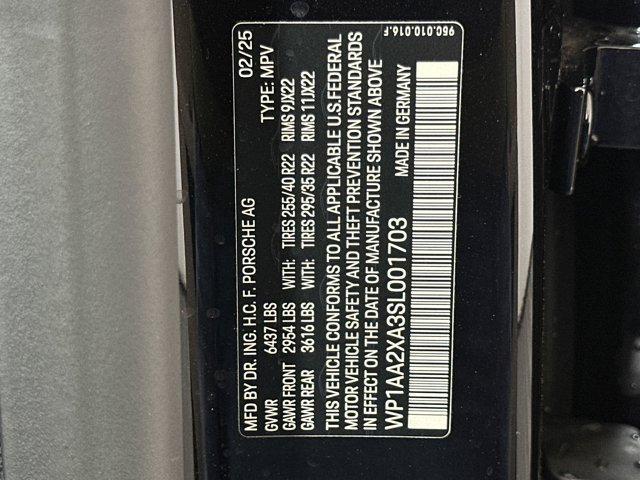 MFD BY DR. ING. H.C. F. PORSCHE AG 02/25
GVWR 6437 LBS TYPE: MPV
GAWR FRONT 2954 LBS WITH: TIRES 255/40 R22 RIMS 9JX22
GAWR REAR 3616 LBS WITH: TIRES 295/35 R22 RIMS 11JX22
THIS VEHICLE CONFORMS TO ALL APPLICABLE U.S. FEDERAL
MOTOR VEHICLE SAFETY AND THEFT PREVENTION STANDARDS
IN EFFECT ON THE DATE OF MANUFACTURE SHOWN ABOVE
WP1AA2XA3SL001703 MADE IN GERMANY
95C.010.016.F